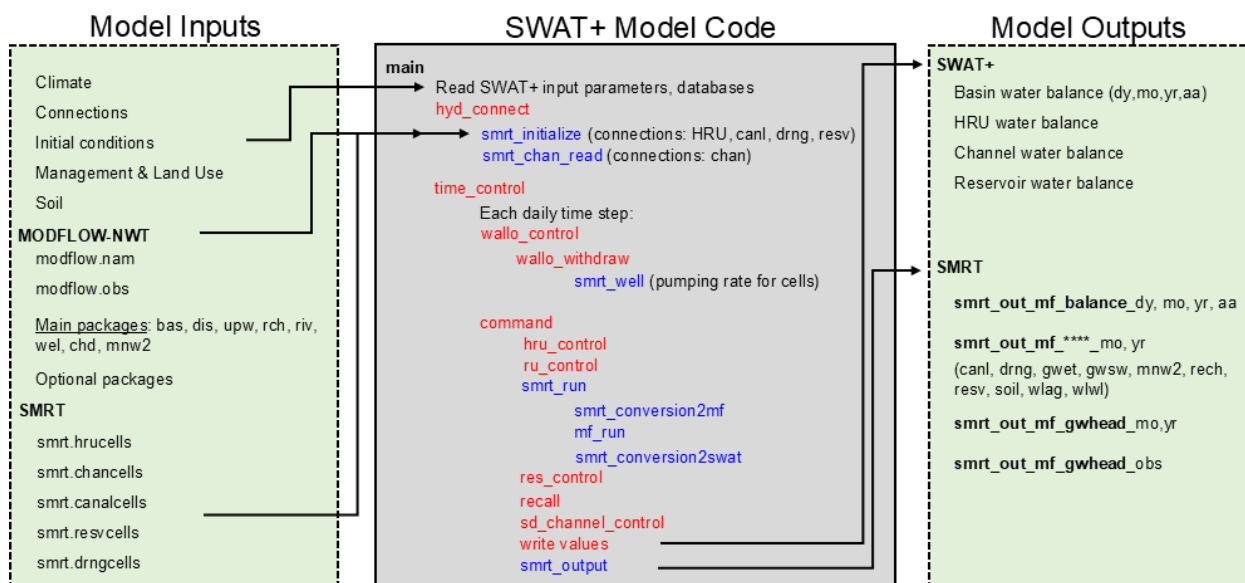 Model Inputs
Climate
Connections
Initial conditions
Management & Land Use
Soil
MODFLOW-NWT
modflow.nam
modflow.obs
Main packages: bas, dis, upw, rch, riv,
wel, chd, mnw2
Optional packages
SMRT
smrt.hrucells
smrt.chancells
smrt.canalcells
smrt.resvcells
smrt.drngcells
SWAT+ Model Code
main
Read SWAT+ input parameters, databases
hyd_connect
smrt_initialize (connections: HRU, canl, drng, resv)
smrt_chan_read (connections: chan)
time_control
Each daily time step:
wallo_control
wallo_withdraw
smrt_well (pumping rate for cells)
command
hru_control
ru_control
smrt_run
smrt_conversion2mf
mf_run
smrt_conversion2swat
res_control
recall
sd_channel_control
write values
smrt_output
Model Outputs
SWAT+
Basin water balance (dy,mo,yr,aa)
HRU water balance
Channel water balance
Reservoir water balance
SMRT
smrt_out_mf_balance_dy, mo, yr, aa
smrt_out_mf_****_mo, yr
(canl, drng, gwet, gwsw, mnw2, rech,
resv, soil, wlag, wlwl)
smrt_out_mf_gwhead_mo,yr
smrt_out_mf_gwhead_obs